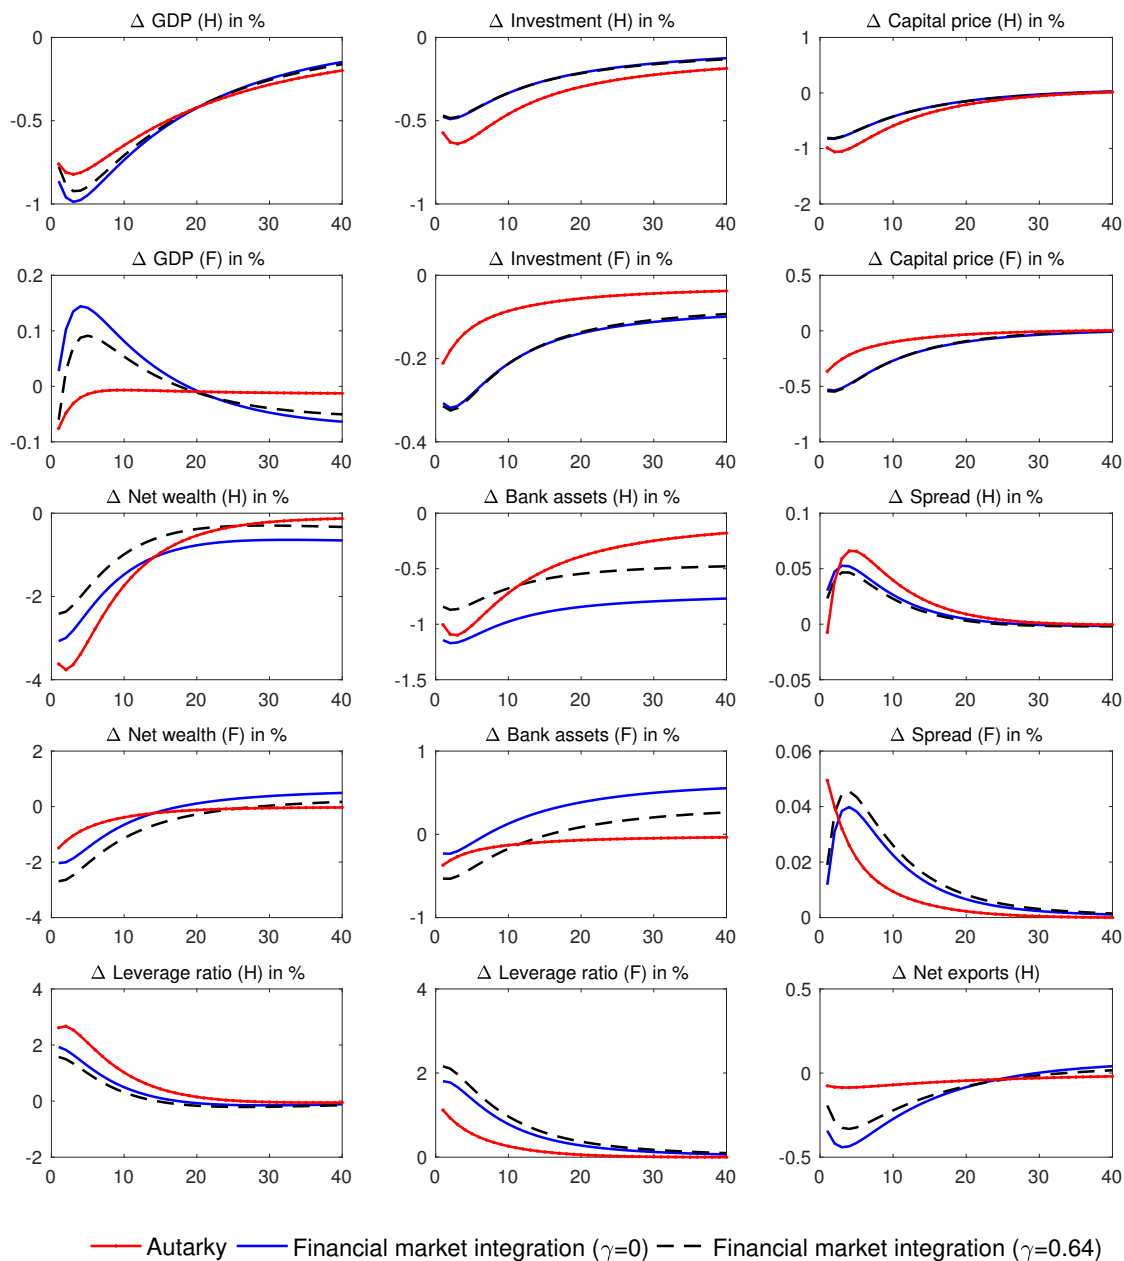 Δ GDP (H) in %
Δ Investment (H) in %
Δ Capital price (H) in %
0
-0.5
-1
0 10 20 30 40
0
-0.5
-1
0 10 20 30 40
1
0
-1
-2
0 10 20 30 40
Δ GDP (F) in %
Δ Investment (F) in %
Δ Capital price (F) in %
0.2
0.1
0
-0.1
0 10 20 30 40
0
-0.2
-0.4
0 10 20 30 40
0.5
0
-0.5
-1
0 10 20 30 40
Δ Net wealth (H) in %
Δ Bank assets (H) in %
Δ Spread (H) in %
0
-2
-4
0 10 20 30 40
0
-0.5
-1
-1.5
0 10 20 30 40
0.1
0.05
0
-0.05
0 10 20 30 40
Δ Net wealth (F) in %
Δ Bank assets (F) in %
Δ Spread (F) in %
2
0
-2
-4
0 10 20 30 40
1
0
-1
0 10 20 30 40
0.06
0.04
0.02
0
0 10 20 30 40
Δ Leverage ratio (H) in %
Δ Leverage ratio (F) in %
Δ Net exports (H)
4
2
0
-2
0 10 20 30 40
4
2
0
0 10 20 30 40
0.5
0
-0.5
0 10 20 30 40
Autarky Financial market integration (γ=0) Financial market integration (γ=0.64)